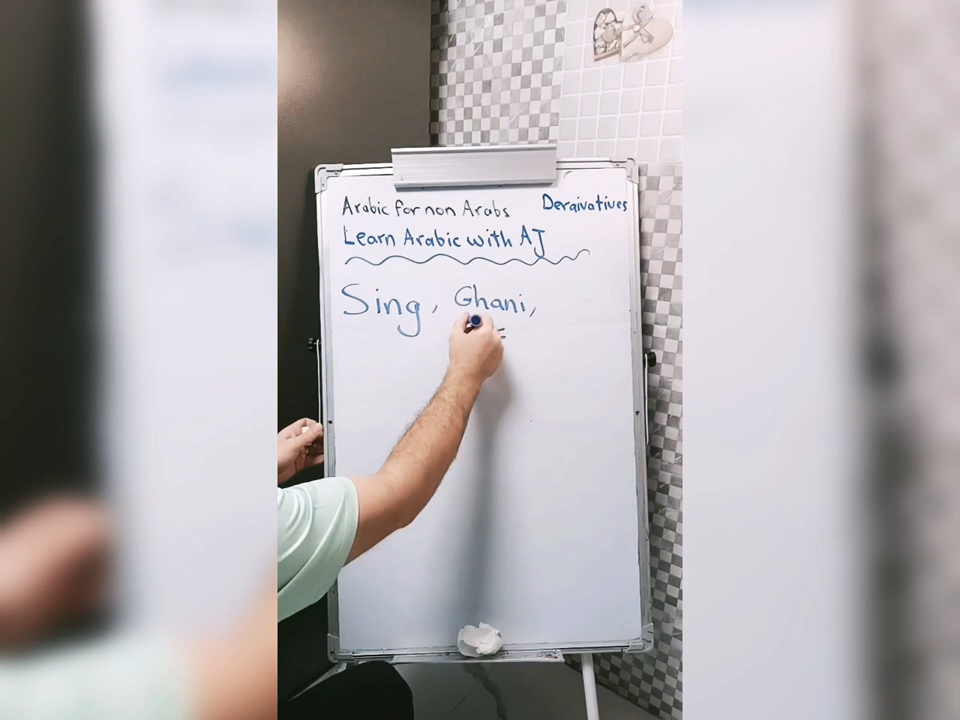 Arabic for non Arabs Deraivatives
Learn Arabic with AJ
Sing, Ghani,